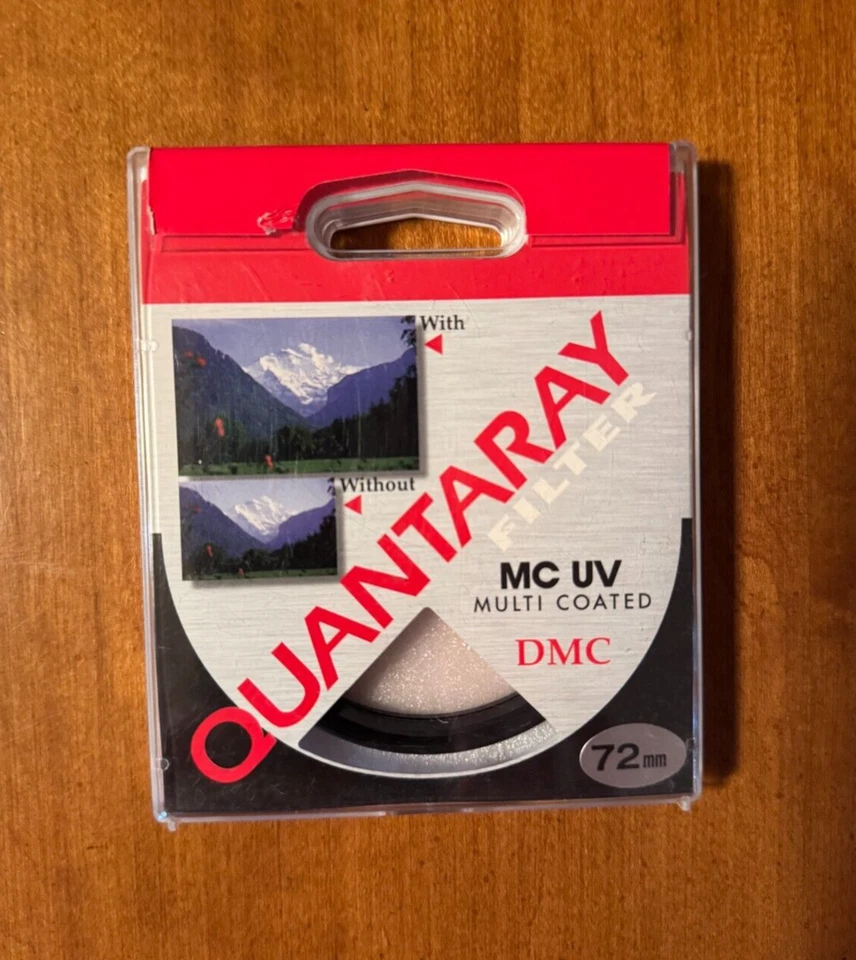 With
Without
QUANTARAY
FILTER
MC UV
MULTI COATED
DMC
72mm